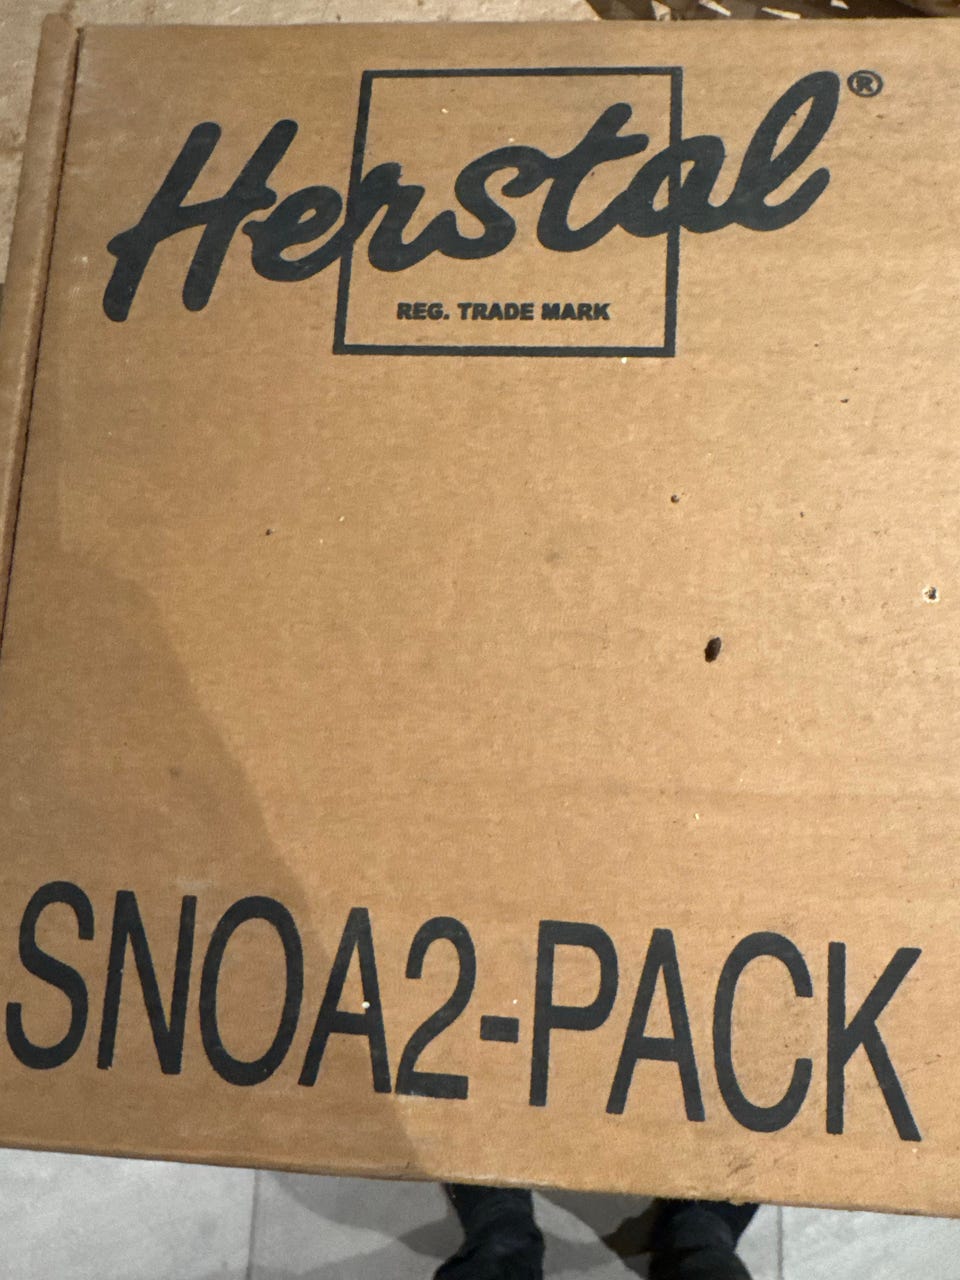 Herstal®
REG. TRADE MARK
SNOA2-PACK